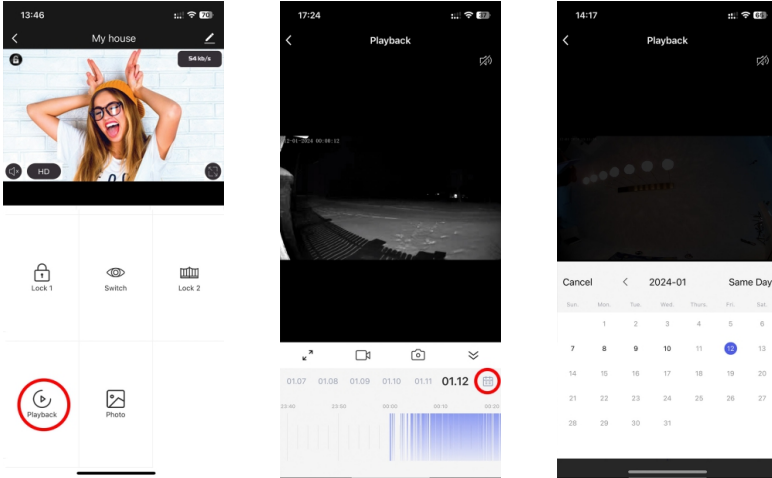 13:46
70
My house
54 kb/s
HD
Lock 1
Switch
Lock 2
Playback
Photo
17:24
Playback
12-01-2024 00:00:12
01.07 01.08 01.09 01.10 01.11 01.12
23:40 23:50 00:00 00:10 00:20
14:17
Playback
Cancel 2024-01 Same Day
Sun. Mon. Tue. Wed. Thurs. Fri. Sat.
1 2 3 4 5 6
7 8 9 10 11 12 13
14 15 16 17 18 19 20
21 22 23 24 25 26 27
28 29 30 31